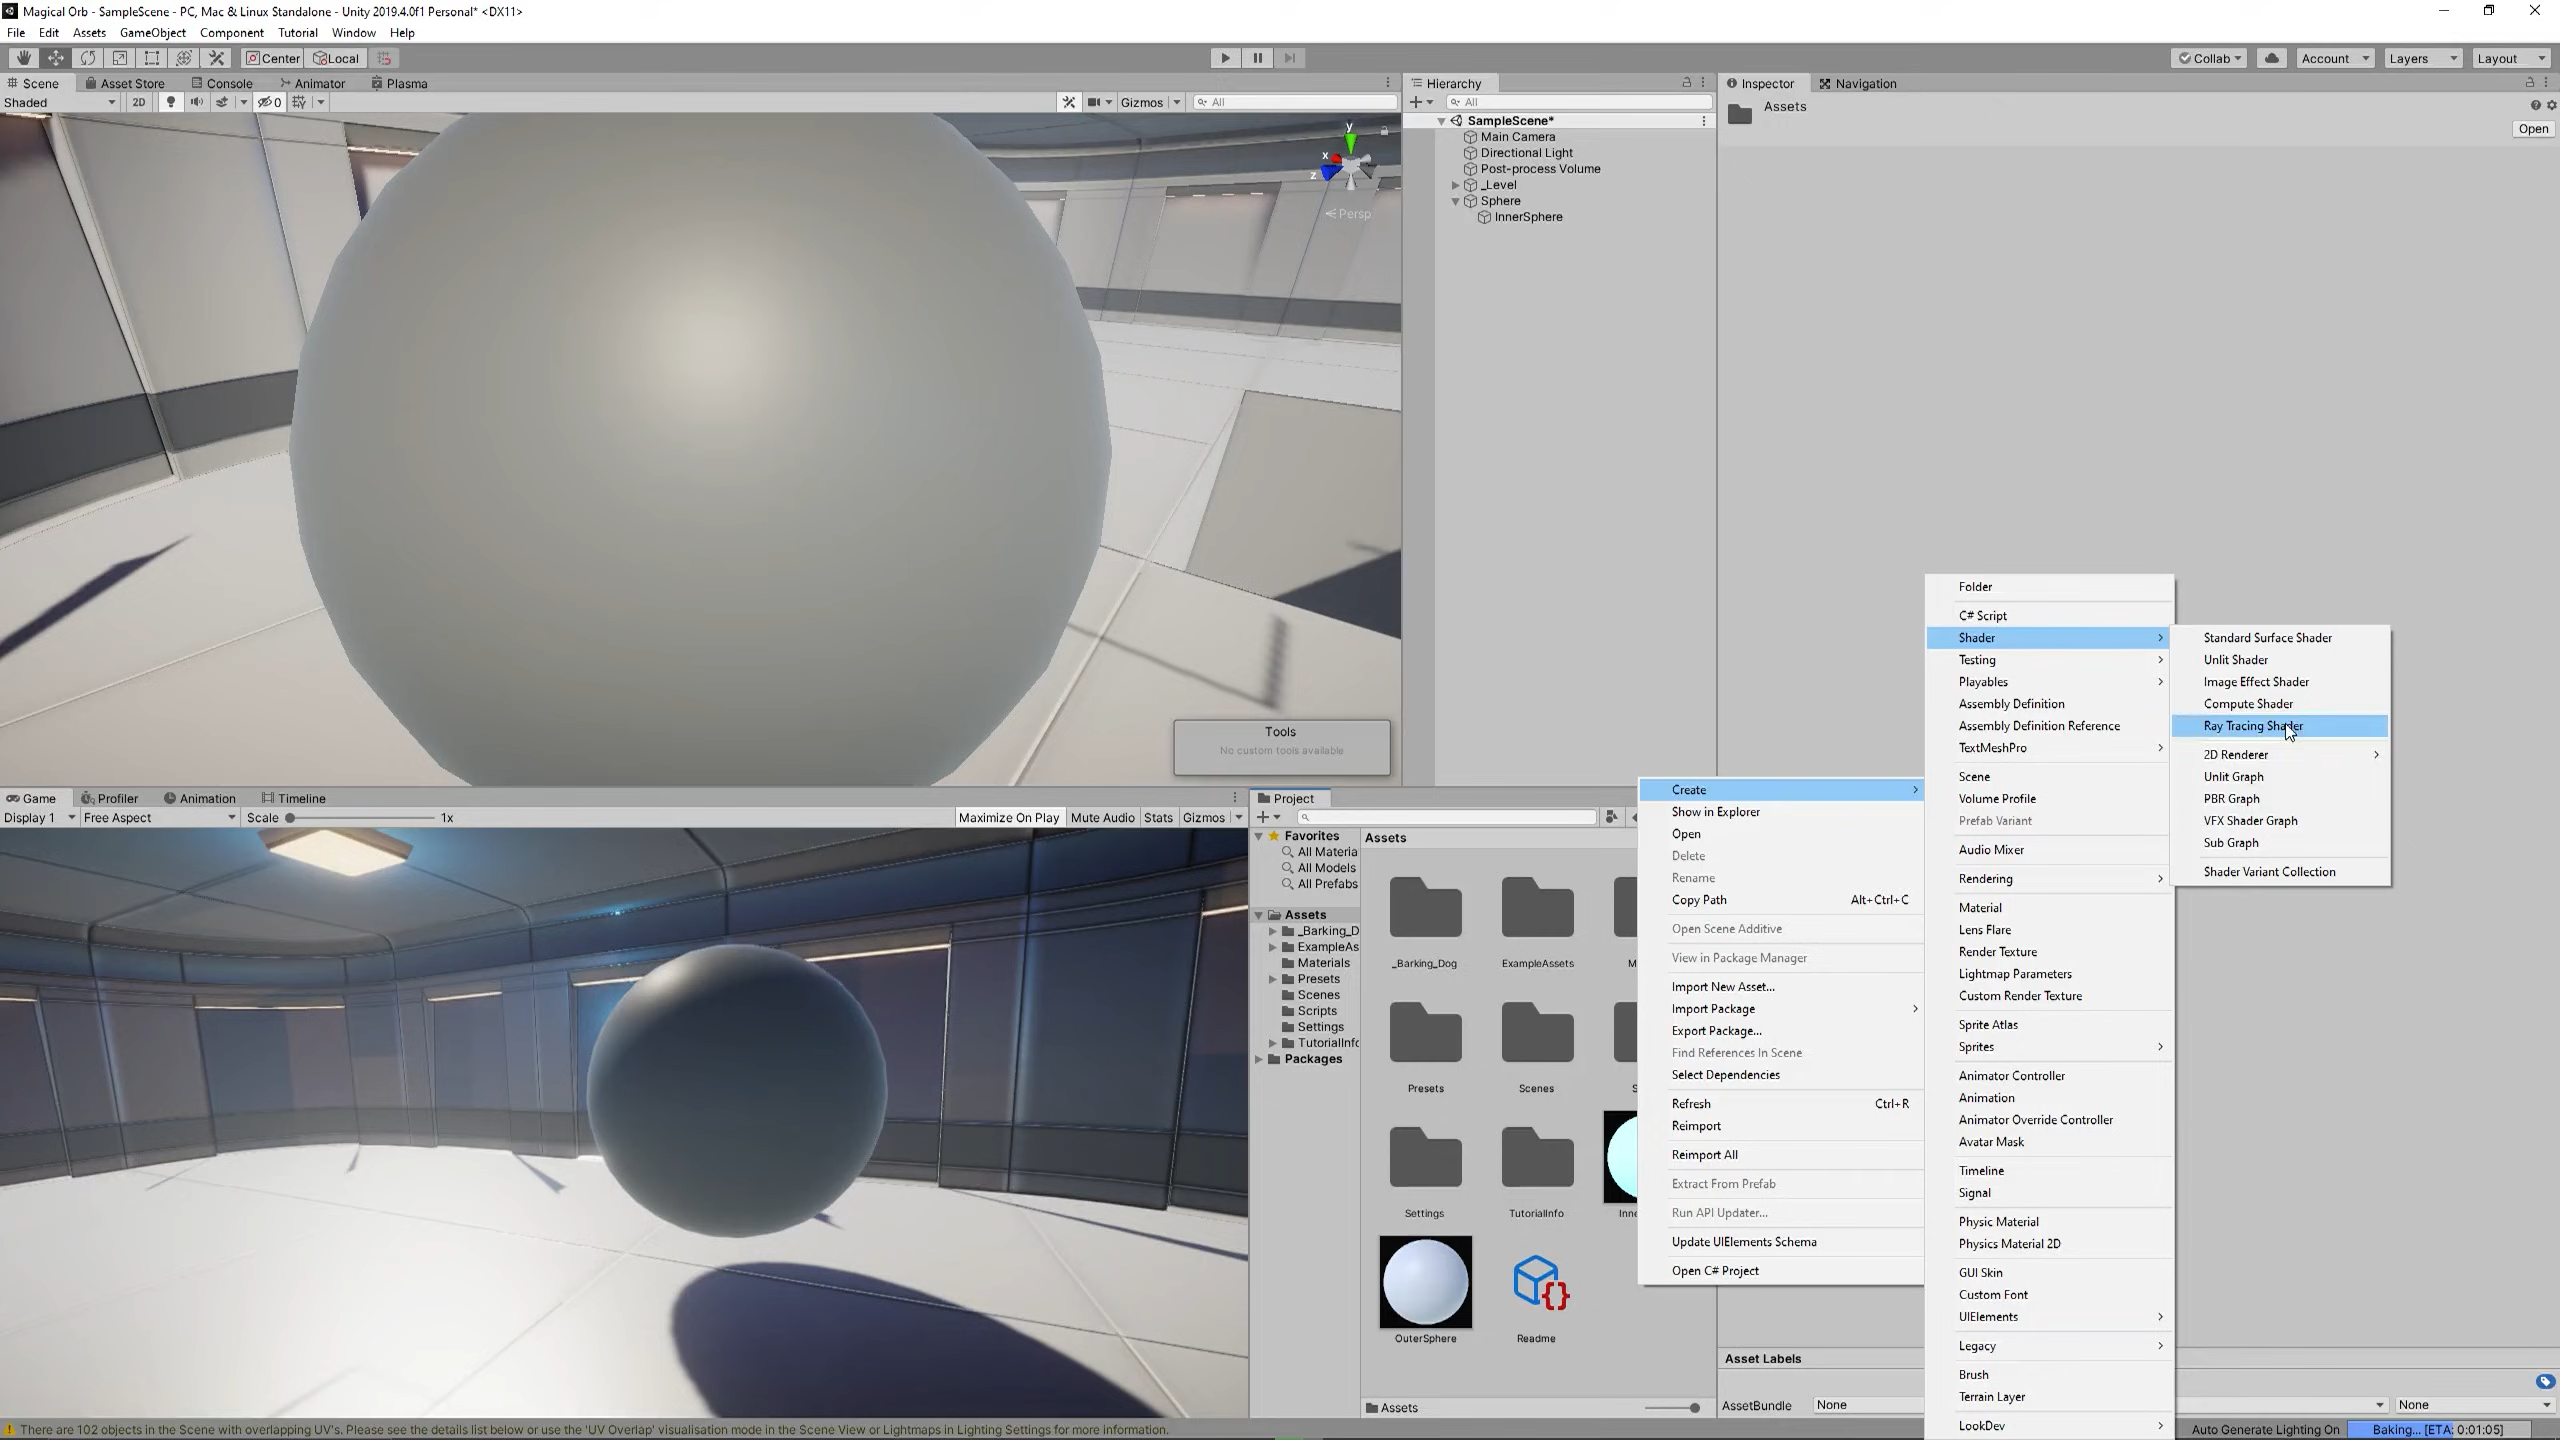 Magical Orb - SampleScene - PC, Mac & Linux Standalone - Unity 2019.4.0f1 Personal* <DX11>
File Edit Assets GameObject Component Tutorial Window Help
Center Local Collab Account Layers Layout
Scene Asset Store Console Animator Plasma
Shaded 2D 0 Gizmos All
y
x
z
Persp
Tools
No custom tools available
Hierarchy
All
SampleScene*
Main Camera
Directional Light
Post-process Volume
_Level
Sphere
InnerSphere
Inspector Navigation
Assets
Open
Game Profiler Animation Timeline
Display 1 Free Aspect Scale 1x Maximize On Play Mute Audio Stats Gizmos
Project
Favorites
All Materia
All Models
All Prefabs
Assets
_Barking_D
ExampleAs
Materials
Presets
Scenes
Scripts
Settings
TutorialInfo
Packages
Assets
_Barking_Dog ExampleAssets M
Presets Scenes S
Settings TutorialInfo Inne
OuterSphere Readme
Assets
Create
Show in Explorer
Open
Delete
Rename
Copy Path Alt+Ctrl+C
Open Scene Additive
View in Package Manager
Import New Asset...
Import Package
Export Package...
Find References In Scene
Select Dependencies
Refresh Ctrl+R
Reimport
Reimport All
Extract From Prefab
Run API Updater...
Update UIElements Schema
Open C# Project
Folder
C# Script
Shader
Testing
Playables
Assembly Definition
Assembly Definition Reference
TextMeshPro
Scene
Volume Profile
Prefab Variant
Audio Mixer
Rendering
Material
Lens Flare
Render Texture
Lightmap Parameters
Custom Render Texture
Sprite Atlas
Sprites
Animator Controller
Animation
Animator Override Controller
Avatar Mask
Timeline
Signal
Physic Material
Physics Material 2D
GUI Skin
Custom Font
UIElements
Legacy
Brush
Terrain Layer
LookDev
Standard Surface Shader
Unlit Shader
Image Effect Shader
Compute Shader
Ray Tracing Shader
2D Renderer
Unlit Graph
PBR Graph
VFX Shader Graph
Sub Graph
Shader Variant Collection
Asset Labels
AssetBundle None None
There are 102 objects in the Scene with overlapping UV's. Please see the details list below or use the 'UV Overlap' visualisation mode in the Scene View or Lightmaps in Lighting Settings for more information.
Auto Generate Lighting On Baking... [ETA: 0:01:05]